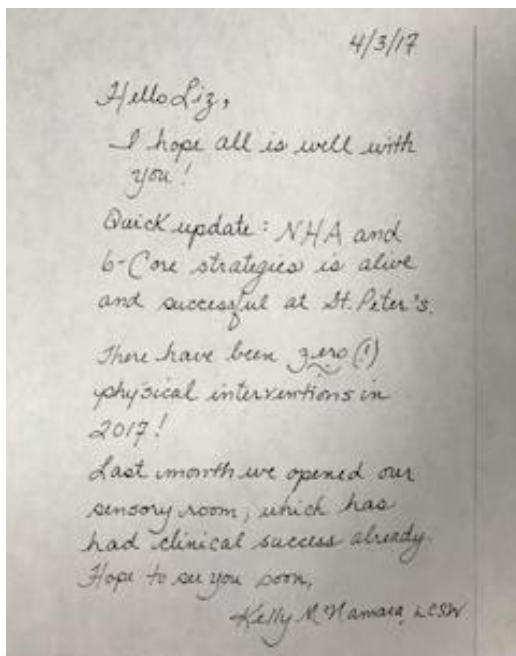 4/3/17
Hello Liz,
I hope all is well with
you!
Quick update: NHA and
6-Core strategies is alive
and successful at St. Peter's.
There have been zero (!)
physical interventions in
2017!
Last month we opened our
sensory room, which has
had clinical success already.
Hope to see you soon,
Kelly McNamara, LCSW